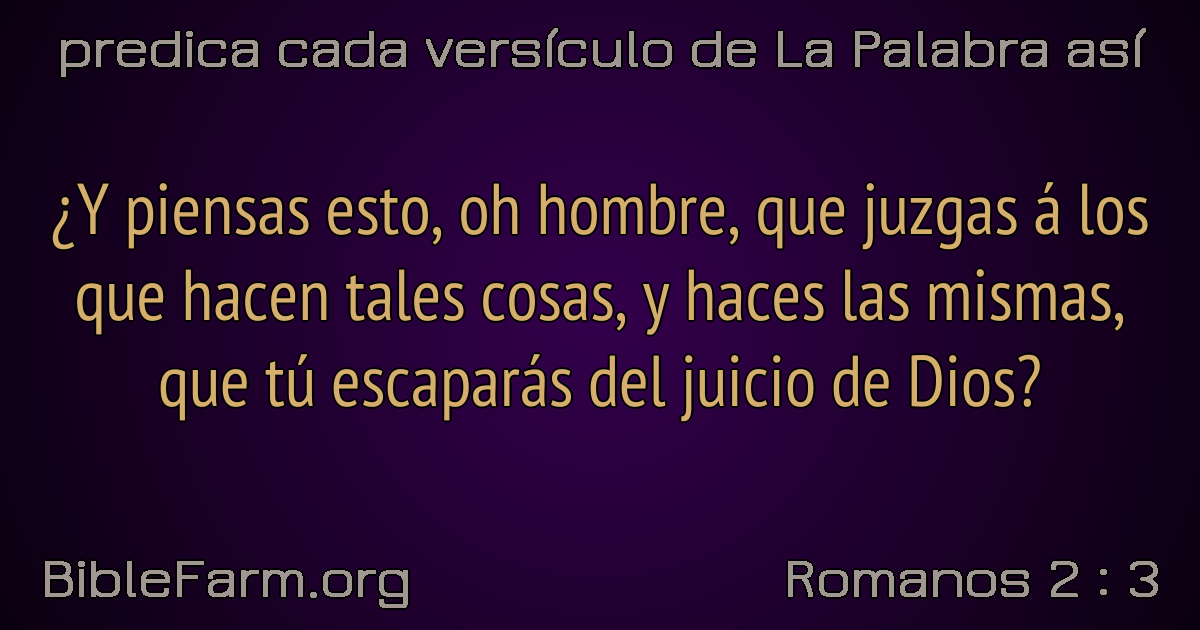 predica cada versículo de La Palabra así
¿Y piensas esto, oh hombre, que juzgas á los
que hacen tales cosas, y haces las mismas,
que tú escaparás del juicio de Dios?
BibleFarm.org
Romanos 2 : 3